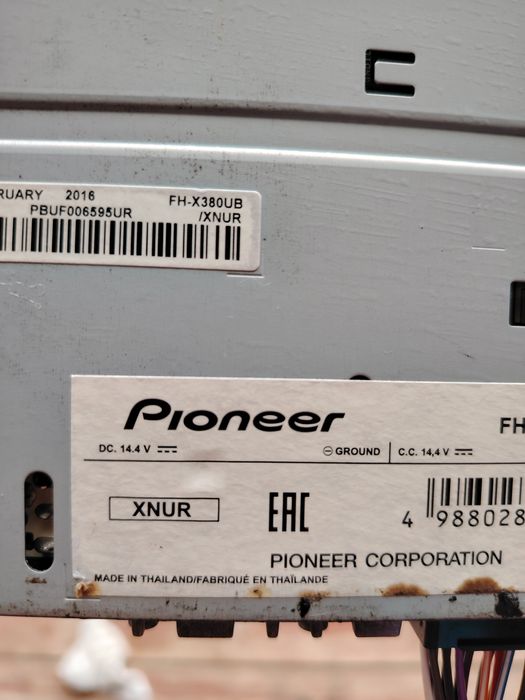 RUARY 2016 FH-X380UB
PBUF006595UR /XNUR
Pioneer FH
DC. 14.4 V ⎓ ⊖ GROUND C.C. 14,4 V ⎓
XNUR EAC 4 988028
PIONEER CORPORATION
MADE IN THAILAND/FABRIQUÉ EN THAÏLANDE